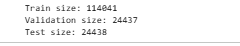 Train size: 114041
Validation size: 24437
Test size: 24438